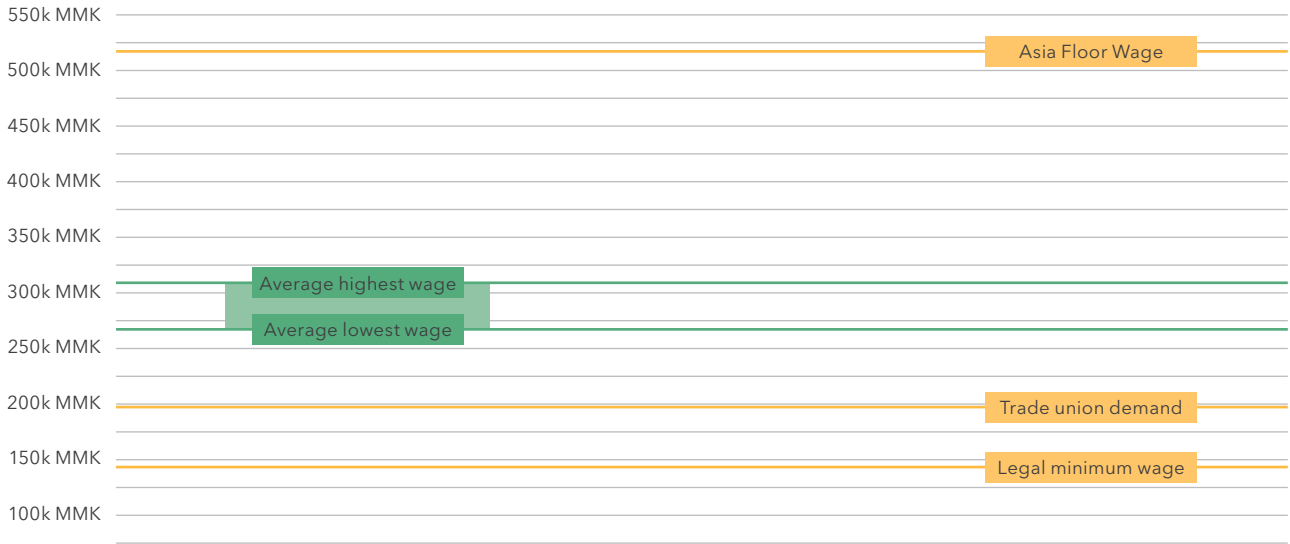 550k MMK
Asia Floor Wage
500k MMK
450k MMK
400k MMK
350k MMK
Average highest wage
300k MMK
Average lowest wage
250k MMK
200k MMK
Trade union demand
150k MMK
Legal minimum wage
100k MMK